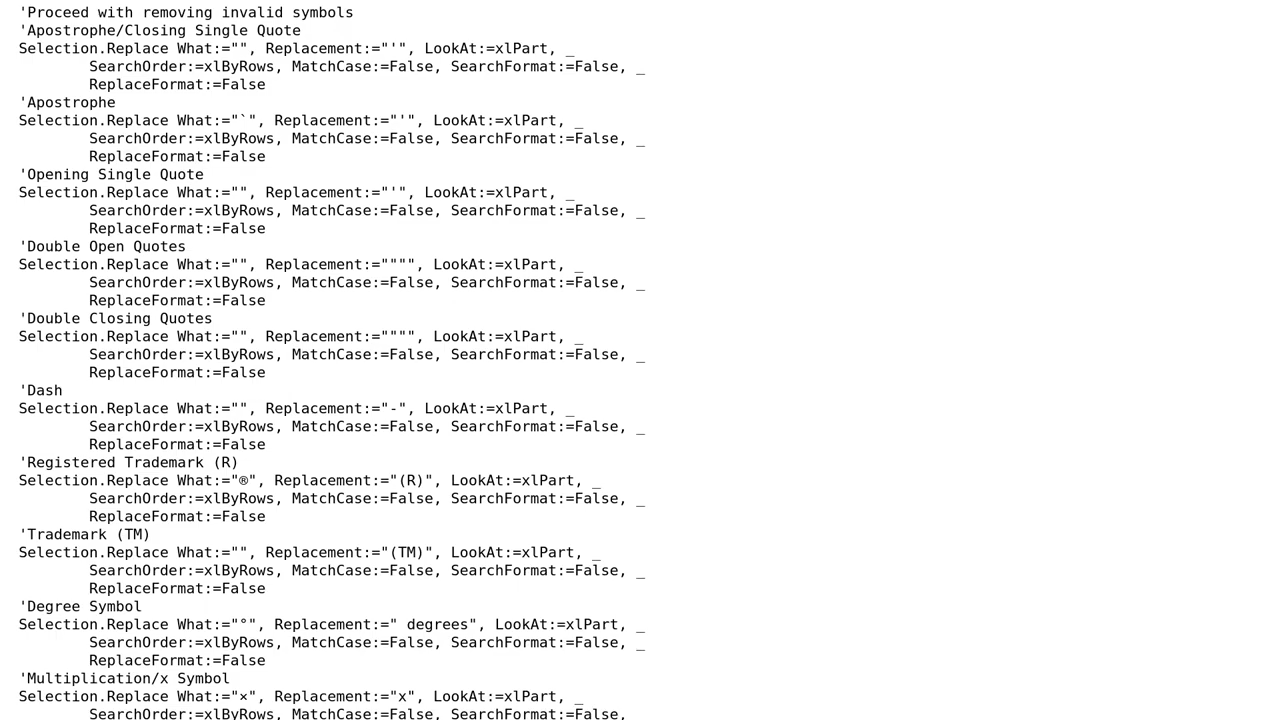 'Proceed with removing invalid symbols
'Apostrophe/Closing Single Quote
Selection.Replace What:="", Replacement:="'", LookAt:=xlPart, _
        SearchOrder:=xlByRows, MatchCase:=False, SearchFormat:=False, _
        ReplaceFormat:=False
'Apostrophe
Selection.Replace What:="`", Replacement:="'", LookAt:=xlPart, _
        SearchOrder:=xlByRows, MatchCase:=False, SearchFormat:=False, _
        ReplaceFormat:=False
'Opening Single Quote
Selection.Replace What:="", Replacement:="'", LookAt:=xlPart, _
        SearchOrder:=xlByRows, MatchCase:=False, SearchFormat:=False, _
        ReplaceFormat:=False
'Double Open Quotes
Selection.Replace What:="", Replacement:="""", LookAt:=xlPart, _
        SearchOrder:=xlByRows, MatchCase:=False, SearchFormat:=False, _
        ReplaceFormat:=False
'Double Closing Quotes
Selection.Replace What:="", Replacement:="""", LookAt:=xlPart, _
        SearchOrder:=xlByRows, MatchCase:=False, SearchFormat:=False, _
        ReplaceFormat:=False
'Dash
Selection.Replace What:="", Replacement:="-", LookAt:=xlPart, _
        SearchOrder:=xlByRows, MatchCase:=False, SearchFormat:=False, _
        ReplaceFormat:=False
'Registered Trademark (R)
Selection.Replace What:="®", Replacement:="(R)", LookAt:=xlPart, _
        SearchOrder:=xlByRows, MatchCase:=False, SearchFormat:=False, _
        ReplaceFormat:=False
'Trademark (TM)
Selection.Replace What:="", Replacement:="(TM)", LookAt:=xlPart, _
        SearchOrder:=xlByRows, MatchCase:=False, SearchFormat:=False, _
        ReplaceFormat:=False
'Degree Symbol
Selection.Replace What:="°", Replacement:=" degrees", LookAt:=xlPart, _
        SearchOrder:=xlByRows, MatchCase:=False, SearchFormat:=False, _
        ReplaceFormat:=False
'Multiplication/x Symbol
Selection.Replace What:="×", Replacement:="x", LookAt:=xlPart, _
        SearchOrder:=xlByRows, MatchCase:=False, SearchFormat:=False,